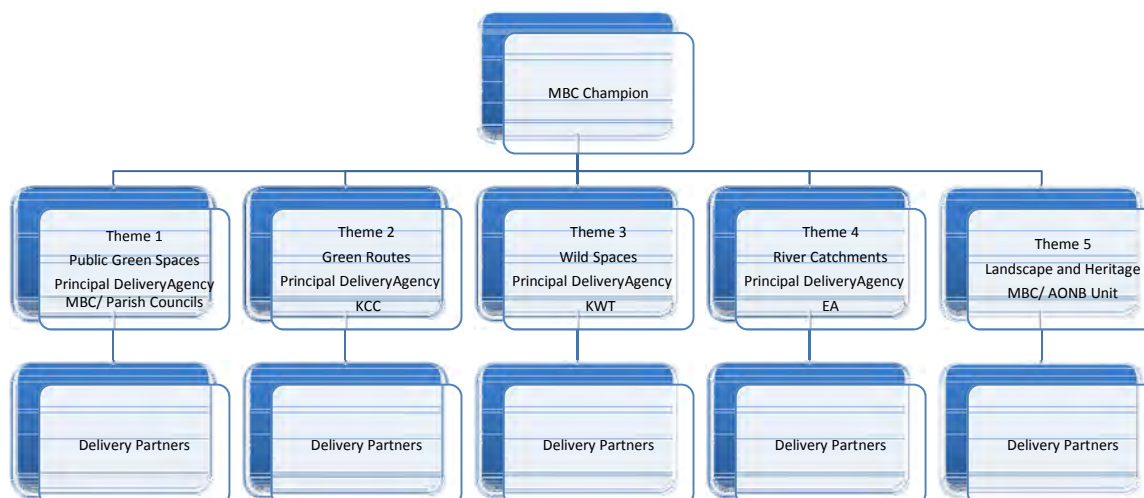 MBC Champion
Theme 1
Public Green Spaces
Principal DeliveryAgency
MBC/ Parish Councils
Theme 2
Green Routes
Principal DeliveryAgency
KCC
Theme 3
Wild Spaces
Principal DeliveryAgency
KWT
Theme 4
River Catchments
Principal DeliveryAgency
EA
Theme 5
Landscape and Heritage
MBC/ AONB Unit
Delivery Partners
Delivery Partners
Delivery Partners
Delivery Partners
Delivery Partners